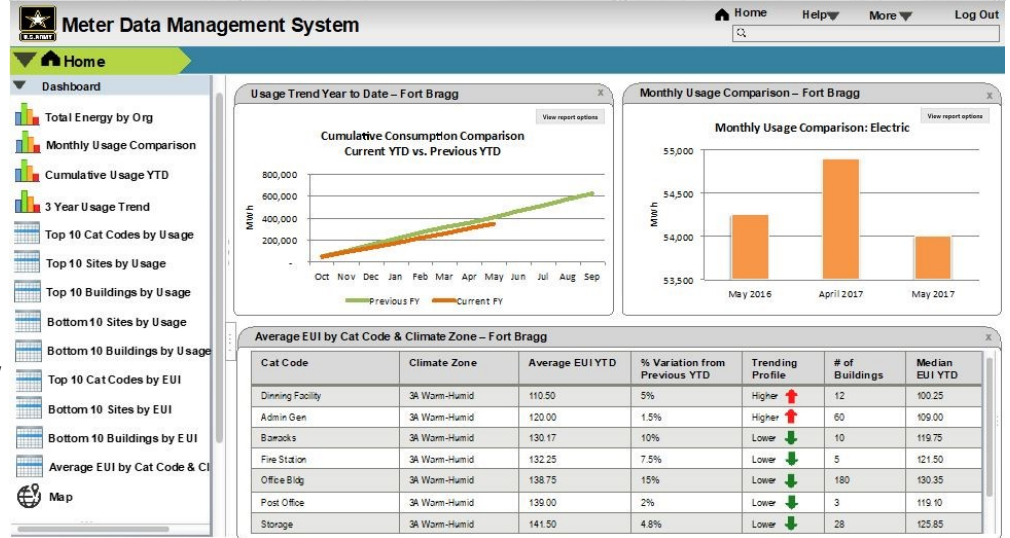 U.S.ARMY
Meter Data Management System
Home Help More Log Out
Home
Dashboard
Total Energy by Org
Monthly Usage Comparison
Cumulative Usage YTD
3 Year Usage Trend
Top 10 Cat Codes by Usage
Top 10 Sites by Usage
Top 10 Buildings by Usage
Bottom 10 Sites by Usage
Bottom 10 Buildings by Usage
Top 10 Cat Codes by EUI
Bottom 10 Sites by EUI
Bottom 10 Buildings by EUI
Average EUI by Cat Code & Cl
Map
Usage Trend Year to Date – Fort Bragg x
View report options
Cumulative Consumption Comparison
Current YTD vs. Previous YTD
800,000
600,000
400,000
200,000
-
MWh
Oct Nov Dec Jan Feb Mar Apr May Jun Jul Aug Sep
Previous FY Current FY
Monthly Usage Comparison – Fort Bragg x
View report options
Monthly Usage Comparison: Electric
55,000
54,500
54,000
53,500
MWh
May 2016 April 2017 May 2017
Average EUI by Cat Code & Climate Zone – Fort Bragg x
Cat Code Climate Zone Average EUI YTD % Variation from Previous YTD Trending Profile # of Buildings Median EUI YTD
Dinning Facility 3A Warm-Humid 110.50 5% Higher 12 100.25
Admin Gen 3A Warm-Humid 120.00 1.5% Higher 60 109.00
Barracks 3A Warm-Humid 130.17 10% Lower 10 119.75
Fire Station 3A Warm-Humid 132.25 7.5% Lower 5 121.50
Office Bldg 3A Warm-Humid 138.75 15% Lower 180 130.35
Post Office 3A Warm-Humid 139.00 2% Lower 3 119.10
Storage 3A Warm-Humid 141.50 4.8% Lower 28 125.85